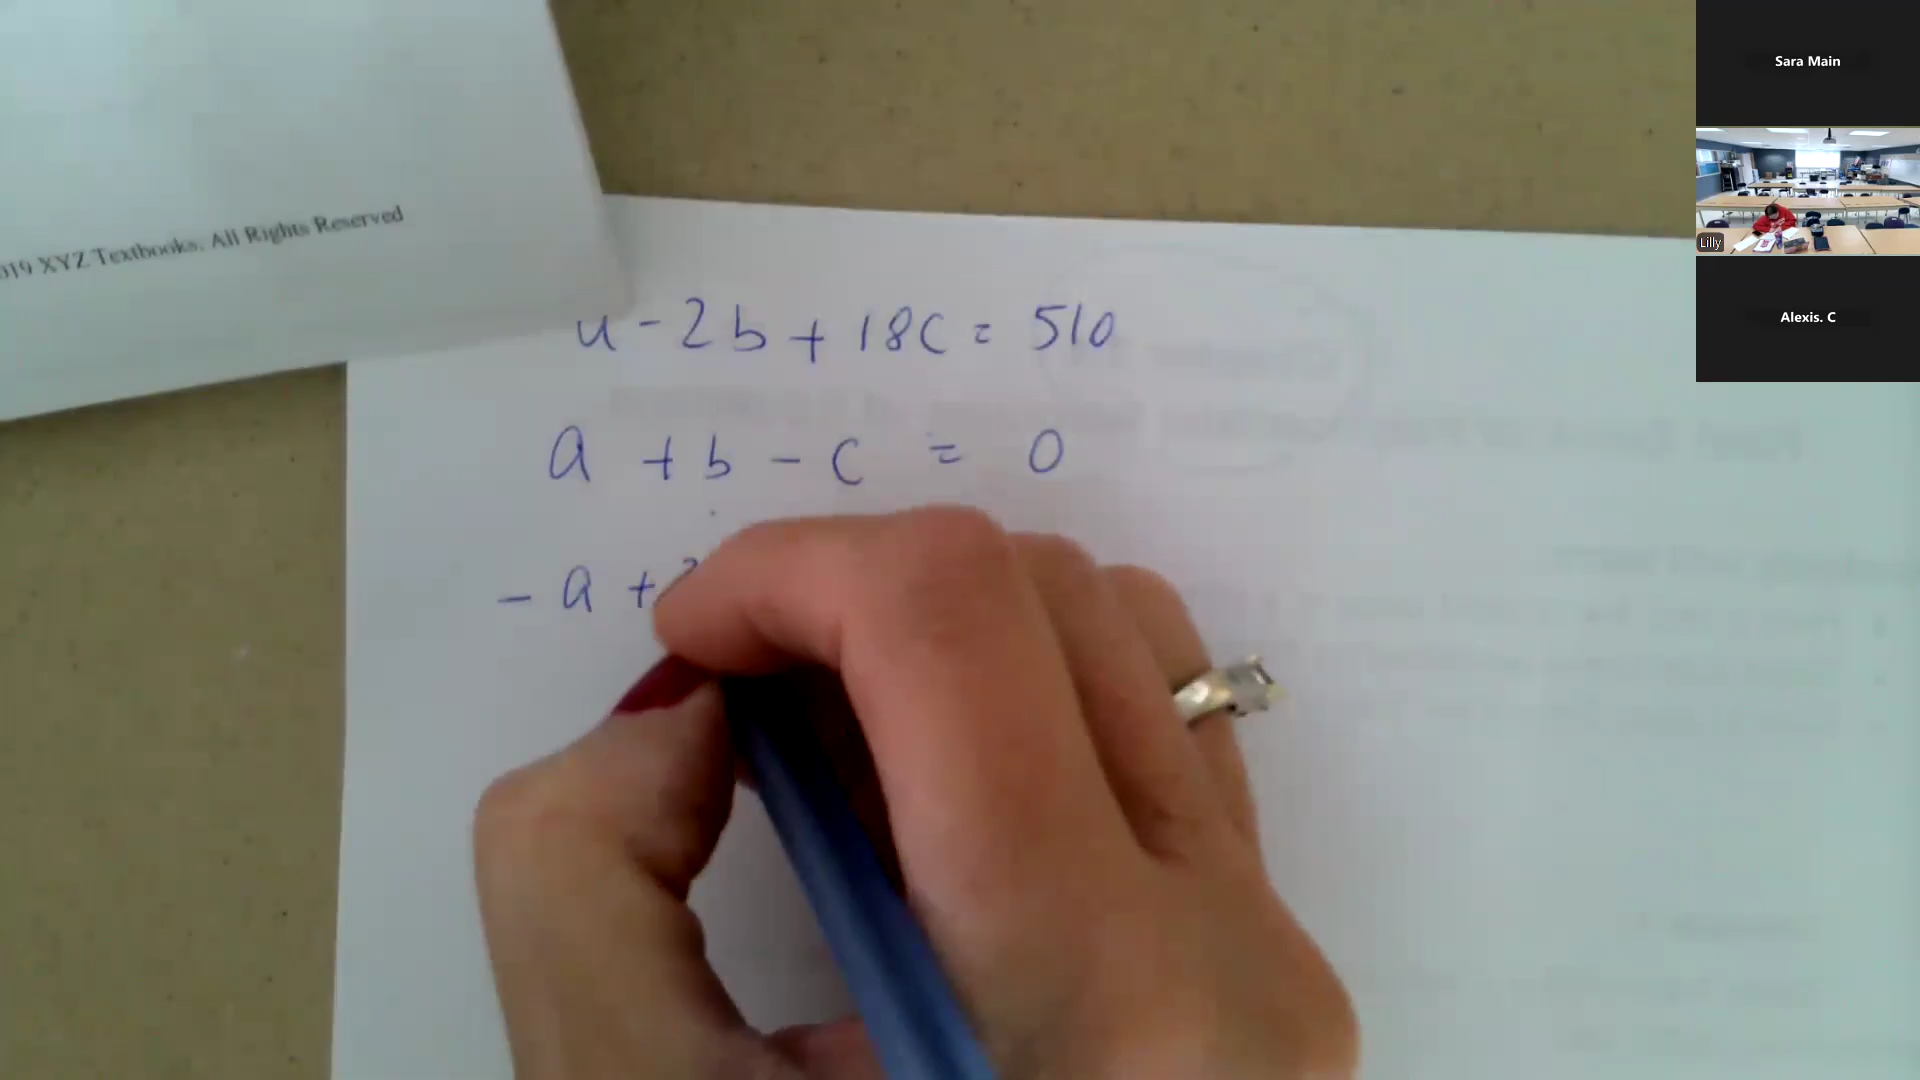 Sara Main
Lilly
Alexis. C
019 XYZ Textbooks. All Rights Reserved
a - 2b + 18c = 510
a + b - c = 0
- a +